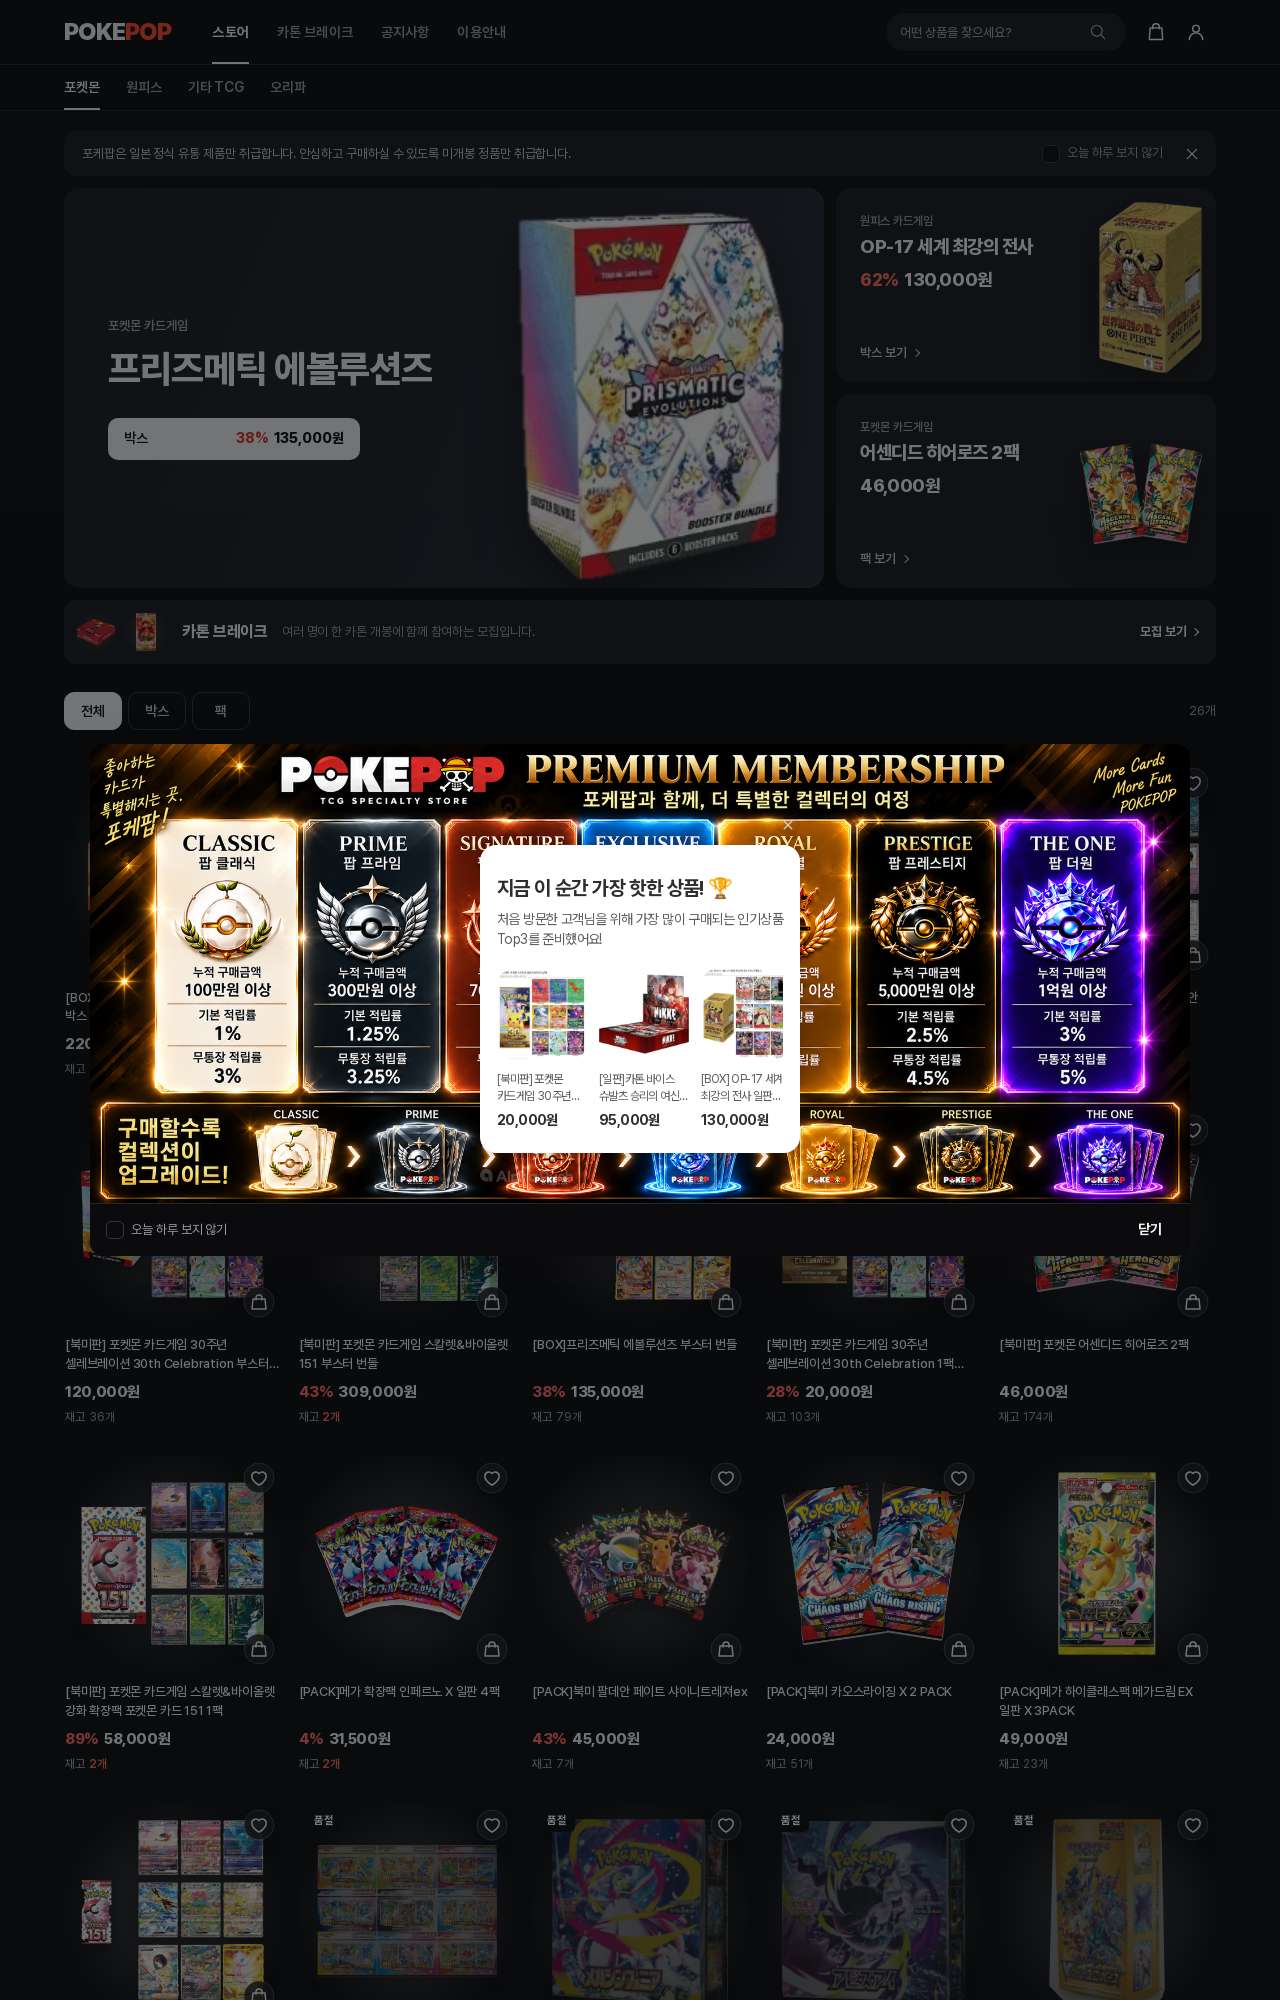 POKEPOP
스토어
카톤 브레이크
공지사항
이용안내
어떤 상품을 찾으세요?
포켓몬
원피스
기타 TCG
오리파
포케팝은 일본 정식 유통 제품만 취급합니다. 안심하고 구매하실 수 있도록 미개봉 정품만 취급합니다.
오늘 하루 보지 않기
포켓몬 카드게임
프리즈메틱 에볼루션즈
박스
38% 135,000원
Pokémon
PRISMATIC
EVOLUTIONS
BOOSTER BUNDLE
BOOSTER BUNDLE
INCLUDES 6 BOOSTER PACKS
원피스 카드게임
OP-17 세계 최강의 전사
62% 130,000원
박스 보기
世界最強の戦士
ONE PIECE
포켓몬 카드게임
어센디드 히어로즈 2팩
46,000원
팩 보기
카톤 브레이크
여러 명이 한 카톤 개봉에 함께 참여하는 모집입니다.
모집 보기
전체
박스
팩
26개
좋아하는
카드가
특별해지는 곳.
포케팝!
POKEPOP
TCG SPECIALTY STORE
PREMIUM MEMBERSHIP
포케팝과 함께, 더 특별한 컬렉터의 여정
More Cards
More Fun
POKEPOP
CLASSIC
팝 클래식
누적 구매금액
100만원 이상
기본 적립률
1%
무통장 적립률
3%
PRIME
팝 프라임
누적 구매금액
300만원 이상
기본 적립률
1.25%
무통장 적립률
3.25%
SIGNATURE
EXCLUSIVE
ROYAL
PRESTIGE
팝 프레스티지
누적 구매금액
5,000만원 이상
기본 적립률
2.5%
무통장 적립률
4.5%
THE ONE
팝 더원
누적 구매금액
1억원 이상
기본 적립률
3%
무통장 적립률
5%
지금 이 순간 가장 핫한 상품! 🏆
처음 방문한 고객님을 위해 가장 많이 구매되는 인기상품
Top3를 준비했어요!
NIKKE
[북미판] 포켓몬
카드게임 30주년...
20,000원
[일판]카톤 바이스
슈발츠 승리의 여신...
95,000원
[BOX] OP-17 세계
최강의 전사 일판...
130,000원
구매할수록
컬렉션이
업그레이드!
CLASSIC
PRIME
ROYAL
PRESTIGE
THE ONE
오늘 하루 보지 않기
닫기
[북미판] 포켓몬 카드게임 30주년
셀레브레이션 30th Celebration 부스터...
120,000원
재고 36개
[북미판] 포켓몬 카드게임 스칼렛&바이올렛
151 부스터 번들
43% 309,000원
재고 2개
[BOX]프리즈메틱 에볼루션즈 부스터 번들
38% 135,000원
재고 79개
[북미판] 포켓몬 카드게임 30주년
셀레브레이션 30th Celebration 1팩...
28% 20,000원
재고 103개
[북미판] 포켓몬 어센디드 히어로즈 2팩
46,000원
재고 174개
[북미판] 포켓몬 카드게임 스칼렛&바이올렛
강화 확장팩 포켓몬 카드 151 1팩
89% 58,000원
재고 2개
[PACK]메가 확장팩 인페르노 X 일판 4팩
4% 31,500원
재고 2개
[PACK]북미 팔데안 페이트 샤이니트레져ex
43% 45,000원
재고 7개
CHAOS RISING
[PACK]북미 카오스라이징 X 2 PACK
24,000원
재고 51개
[PACK]메가 하이클래스팩 메가드림 EX
일판 X 3PACK
49,000원
재고 23개
품절
품절
품절
품절